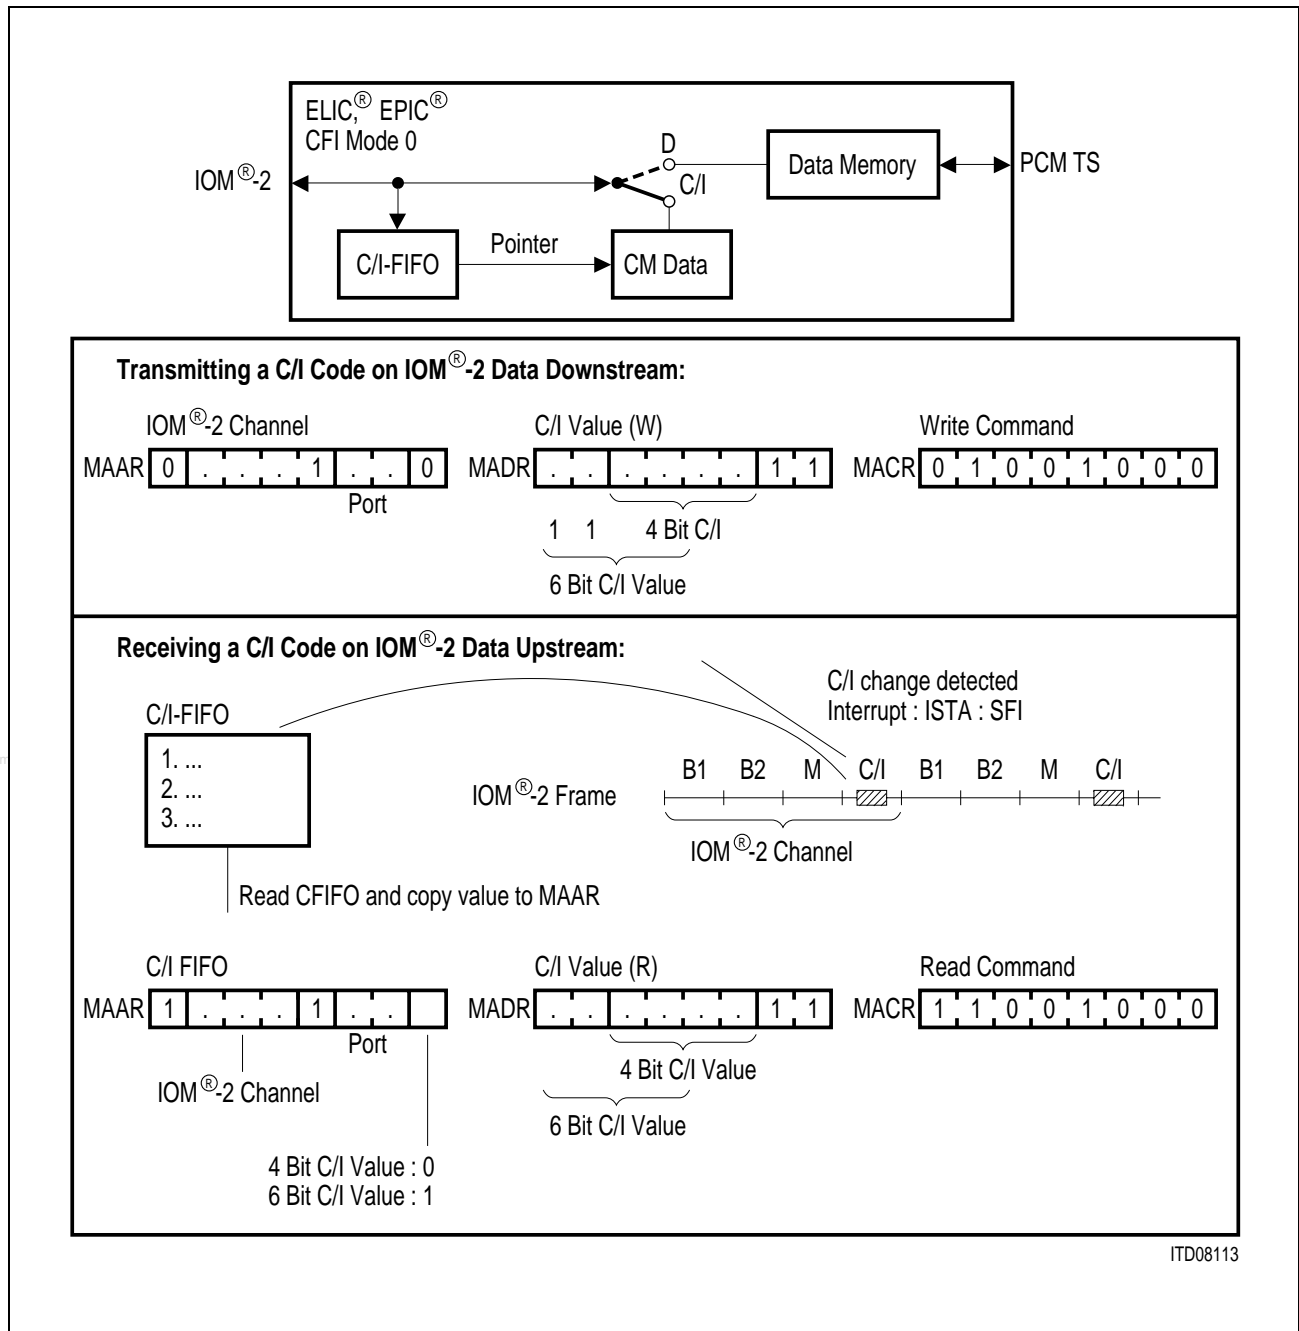 ELIC,® EPIC®
CFI Mode 0
IOM®-2
D
C/I
Data Memory
PCM TS
C/I-FIFO
Pointer
CM Data
Transmitting a C/I Code on IOM®-2 Data Downstream:
IOM®-2 Channel
C/I Value (W)
Write Command
MAAR 0 . . . 1 . . 0
MADR . . . . . . 1 1
MACR 0 1 0 0 1 0 0 0
Port
1 1 4 Bit C/I
6 Bit C/I Value
Receiving a C/I Code on IOM®-2 Data Upstream:
C/I change detected
Interrupt : ISTA : SFI
C/I-FIFO
1. ...
2. ...
3. ...
B1 B2 M C/I B1 B2 M C/I
IOM®-2 Frame
IOM®-2 Channel
Read CFIFO and copy value to MAAR
C/I FIFO
C/I Value (R)
Read Command
MAAR 1 . . . 1 . .
MADR . . . . . . 1 1
MACR 1 1 0 0 1 0 0 0
Port
4 Bit C/I Value
IOM®-2 Channel
6 Bit C/I Value
4 Bit C/I Value : 0
6 Bit C/I Value : 1
ITD08113